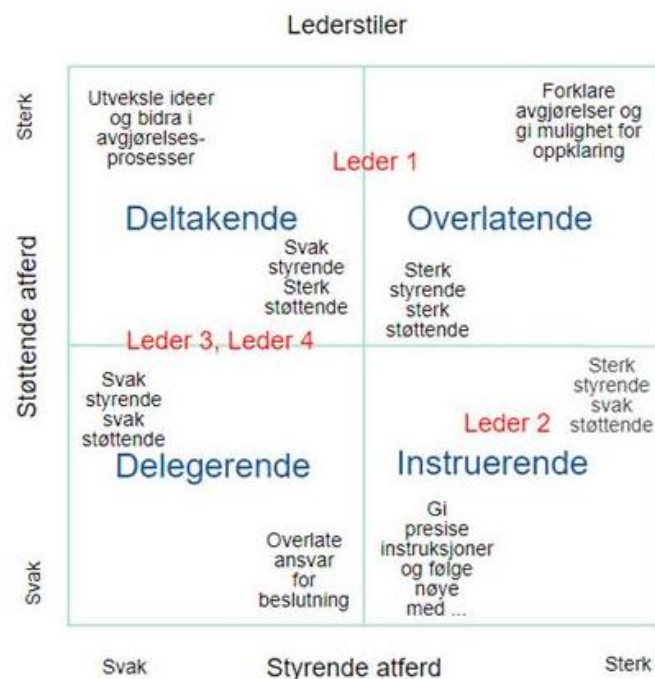 Lederstiler
Sterk
Støttende atferd
Svak
Utveksle ideer
og bidra i
avgjørelses-
prosesser
Leder 1
Deltakende
Svak
styrende
Sterk
støttende
Forklare
avgjørelser og
gi mulighet for
oppklaring
Overlatende
Sterk
styrende
sterk
støttende
Leder 3, Leder 4
Svak
styrende
svak
støttende
Delegerende
Overlate
ansvar
for
beslutning
Sterk
styrende
svak
støttende
Leder 2
Instruerende
Gi
presise
instruksjoner
og følge
nøye
med ...
Svak
Styrende atferd
Sterk